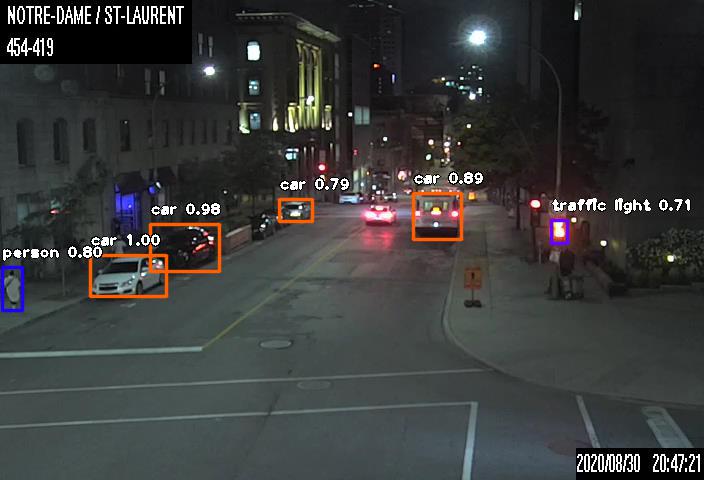 NOTRE-DAME / ST-LAURENT
454-419
car 0.89
car 0.79
traffic light 0.71
car 0.98
car 1.00
person 0.80
2020/08/30 20:47:21